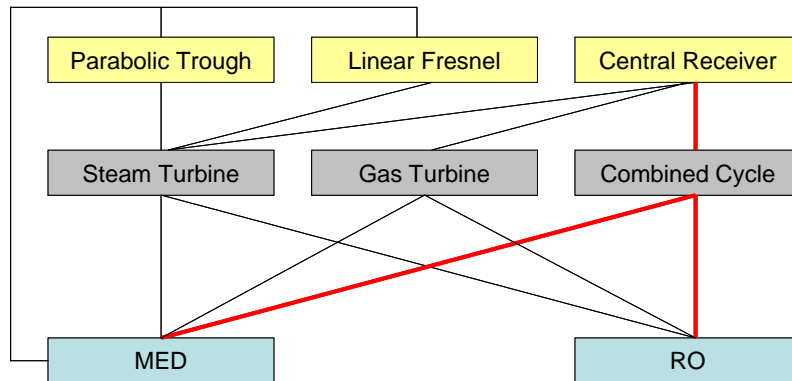 Parabolic Trough
Linear Fresnel
Central Receiver
Steam Turbine
Gas Turbine
Combined Cycle
MED
RO